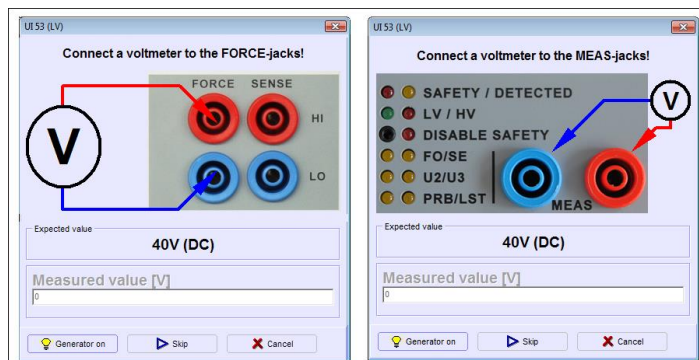 UI 53 (LV)
Connect a voltmeter to the FORCE-jacks!
FORCE SENSE
HI
V
LO
Expected value
40V (DC)
Measured value [V]
0
Generator on
Skip
Cancel
UI 53 (LV)
Connect a voltmeter to the MEAS-jacks!
SAFETY / DETECTED
V
LV / HV
DISABLE SAFETY
FO/SE
U2/U3
PRB/LST
MEAS
Expected value
40V (DC)
Measured value [V]
0
Generator on
Skip
Cancel